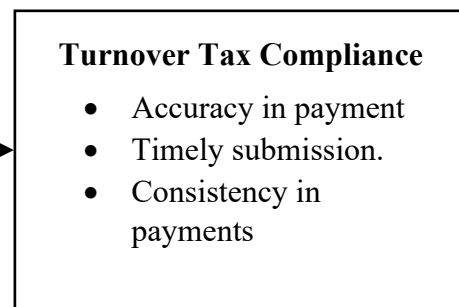 Turnover Tax Compliance
• Accuracy in payment
• Timely submission.
• Consistency in
payments